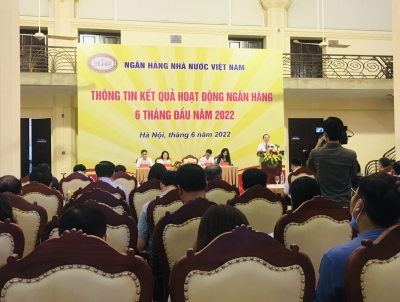 NGÂN HÀNG NHÀ NƯỚC VIỆT NAM
THÔNG TIN KẾT QUẢ HOẠT ĐỘNG NGÂN HÀNG
6 THÁNG ĐẦU NĂM 2022
Hà Nội, tháng 6 năm 2022